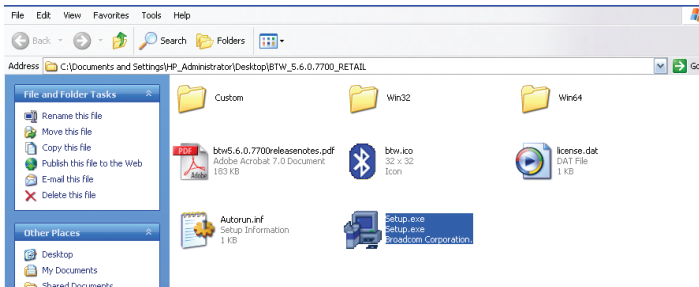 File Edit View Favorites Tools Help
Back Search Folders
Address C:\Documents and Settings\HP_Administrator\Desktop\BTW_5.6.0.7700_RETAIL
File and Folder Tasks
Rename this file
Move this file
Copy this file
Publish this file to the Web
E-mail this file
Delete this file
Other Places
Desktop
My Documents
Shared Documents
Custom
Win32
Win64
PDF
Adobe
btw5.6.0.7700releasenotes.pdf
Adobe Acrobat 7.0 Document
183 KB
btw.ico
32 x 32
Icon
license.dat
DAT File
1 KB
Autorun.inf
Setup Information
1 KB
Setup.exe
Setup.exe
Broadcom Corporation.